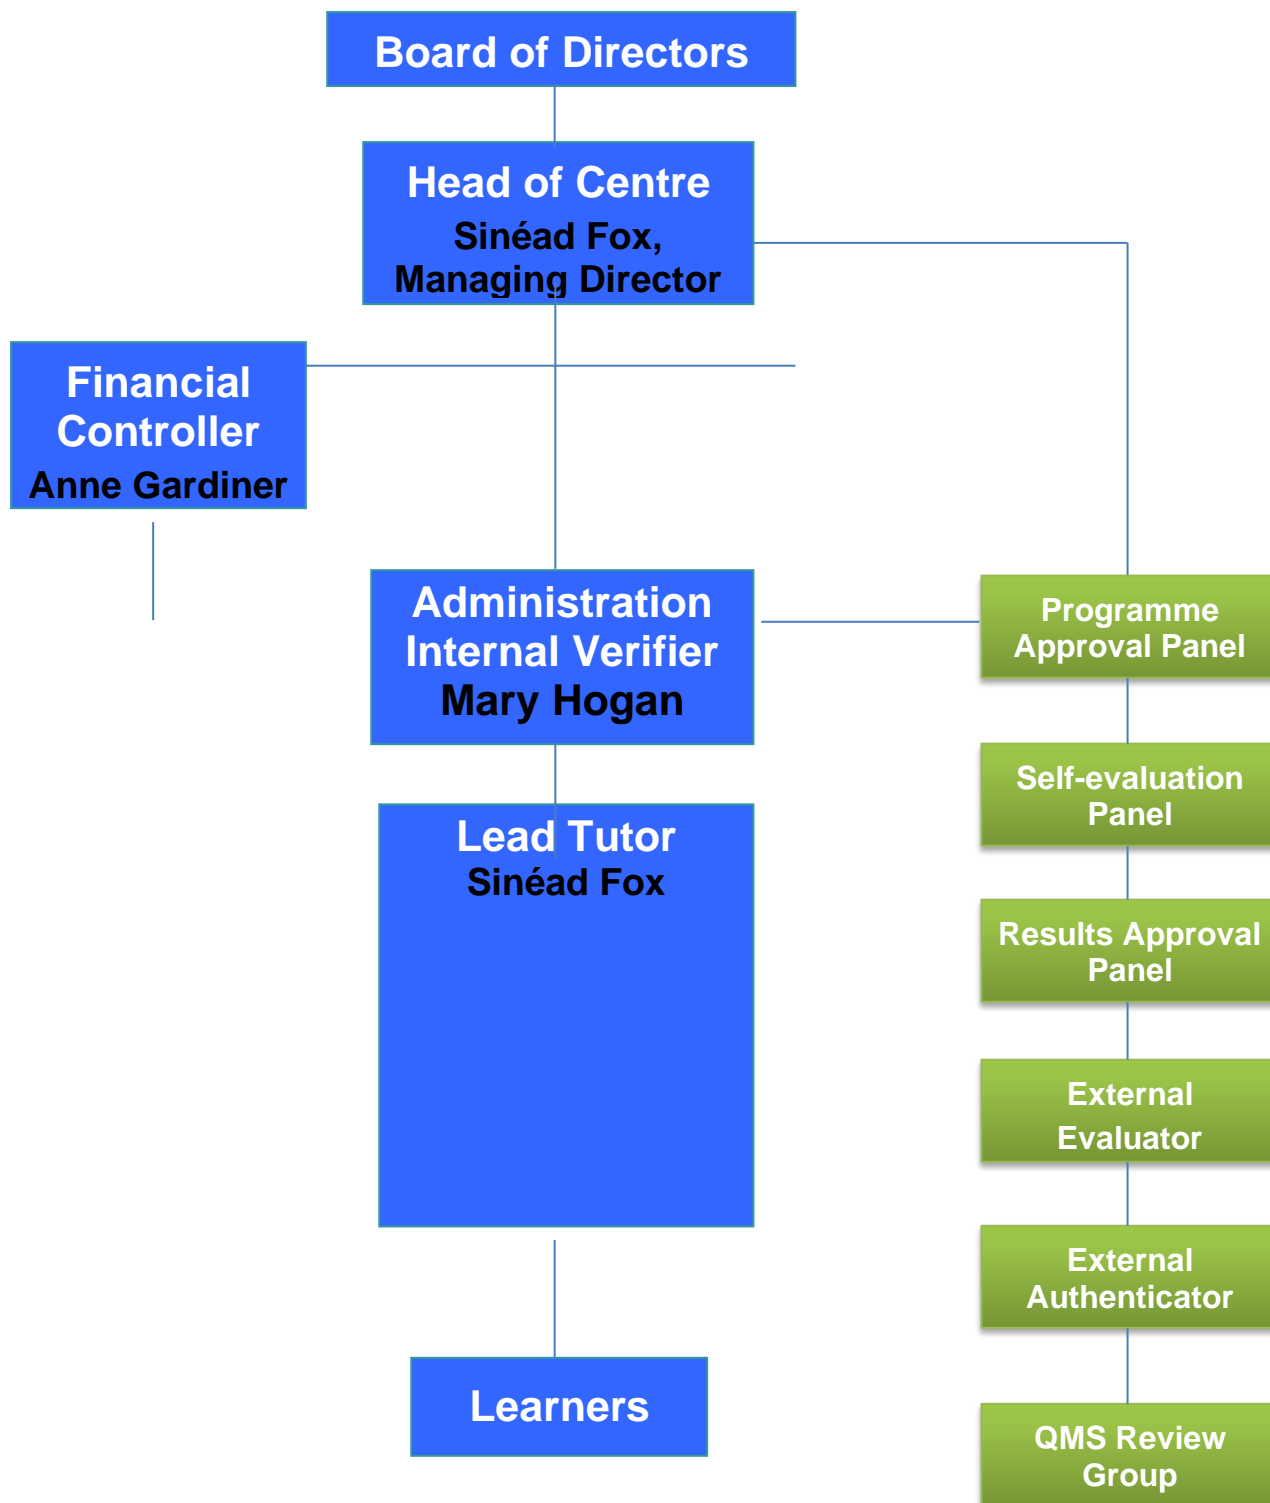 Board of Directors
Head of Centre
Sinéad Fox,
Managing Director
Financial
Controller
Anne Gardiner
Administration
Internal Verifier
Mary Hogan
Lead Tutor
Sinéad Fox
Learners
Programme
Approval Panel
Self-evaluation
Panel
Results Approval
Panel
External
Evaluator
External
Authenticator
QMS Review
Group